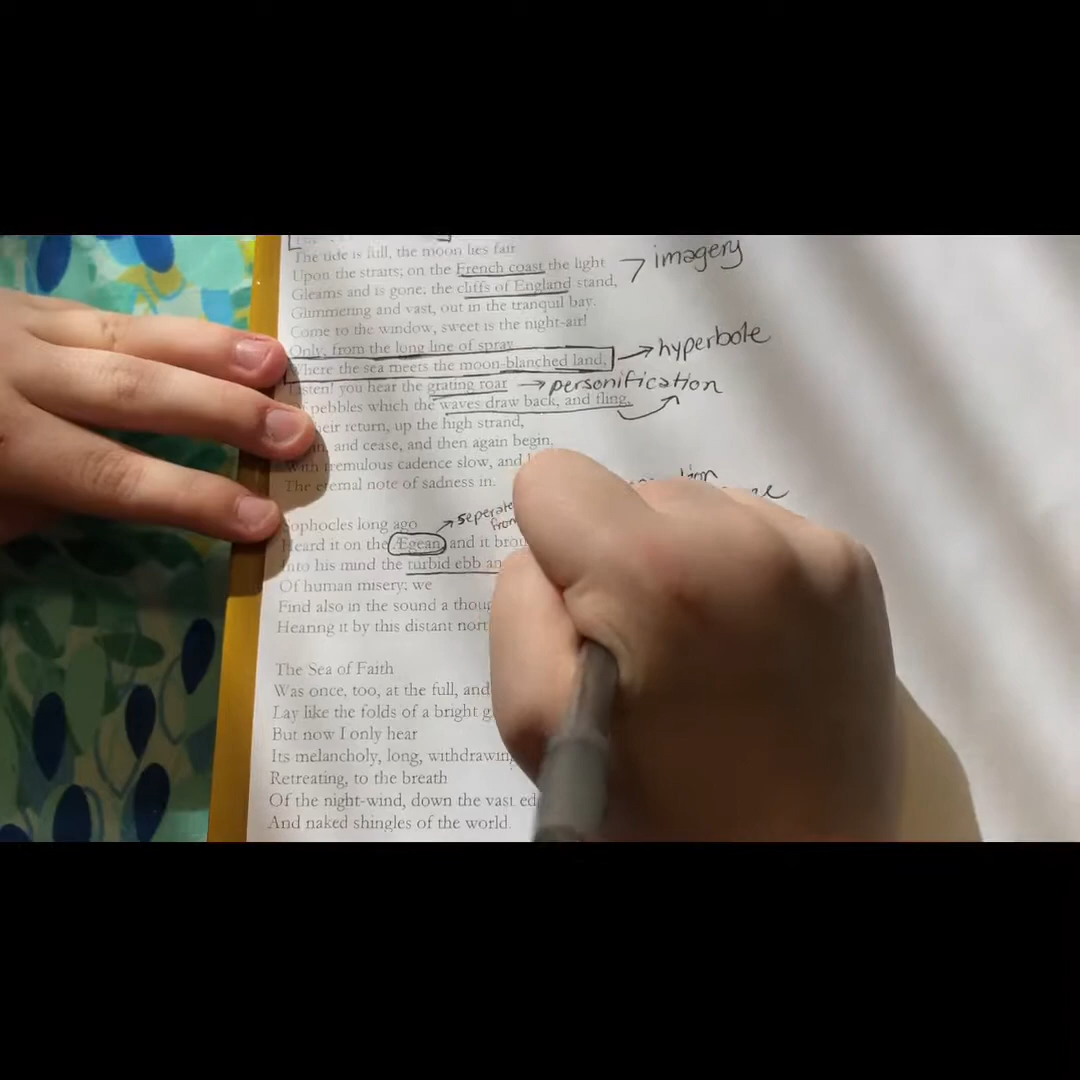 The tide is full, the moon lies fair
Upon the straits; on the French coast the light
Gleams and is gone; the cliffs of England stand,
imagery
Glimmering and vast, out in the tranquil bay.
Come to the window, sweet is the night-air!
Only, from the long line of spray
Where the sea meets the moon-blanched land,
hyperbole
Listen! you hear the grating roar
personification
pebbles which the waves draw back, and fling,
their return, up the high strand,
and cease, and then again begin,
With tremulous cadence slow, and
The eternal note of sadness in.
Sophocles long ago
seperate
from
Heard it on the Ægean, and it brou
Into his mind the turbid ebb an
Of human misery; we
Find also in the sound a thoug
Hearing it by this distant nort
The Sea of Faith
Was once, too, at the full, and
Lay like the folds of a bright g
But now I only hear
Its melancholy, long, withdrawing
Retreating, to the breath
Of the night-wind, down the vast ed
And naked shingles of the world.